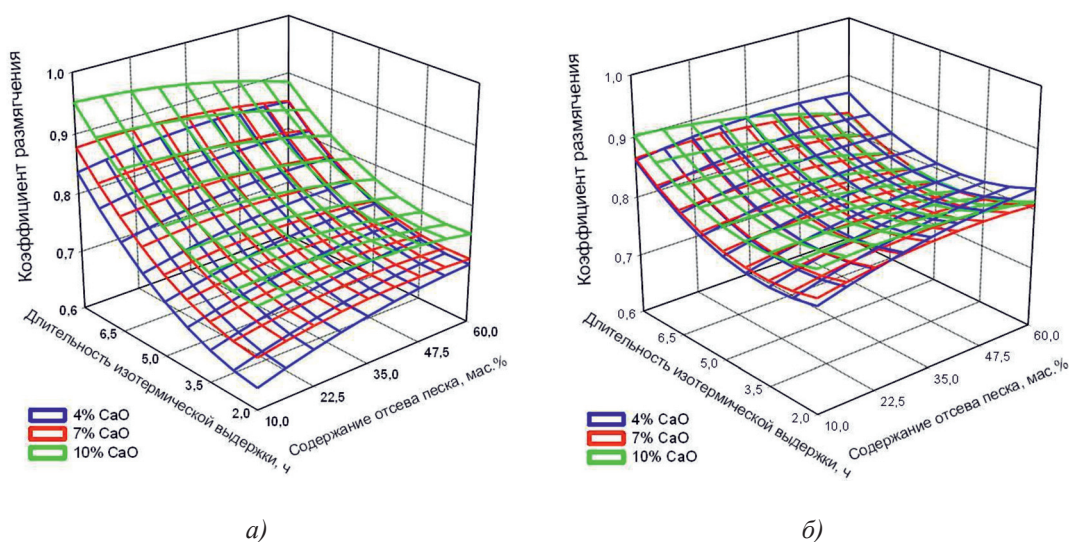 Коэффициент размягчения
1,0
0,9
0,8
0,7
0,6
6,5
5,0
3,5
2,0
Длительность изотермической выдержки, ч
10,0
22,5
35,0
47,5
60,0
Содержание отсева песка, мас.%
4% CaO
7% CaO
10% CaO
а)
Коэффициент размягчения
1,0
0,9
0,8
0,7
0,6
6,5
5,0
3,5
2,0
Длительность изотермической выдержки, ч
10,0
22,5
35,0
47,5
60,0
Содержание отсева песка, мас.%
4% CaO
7% CaO
10% CaO
б)